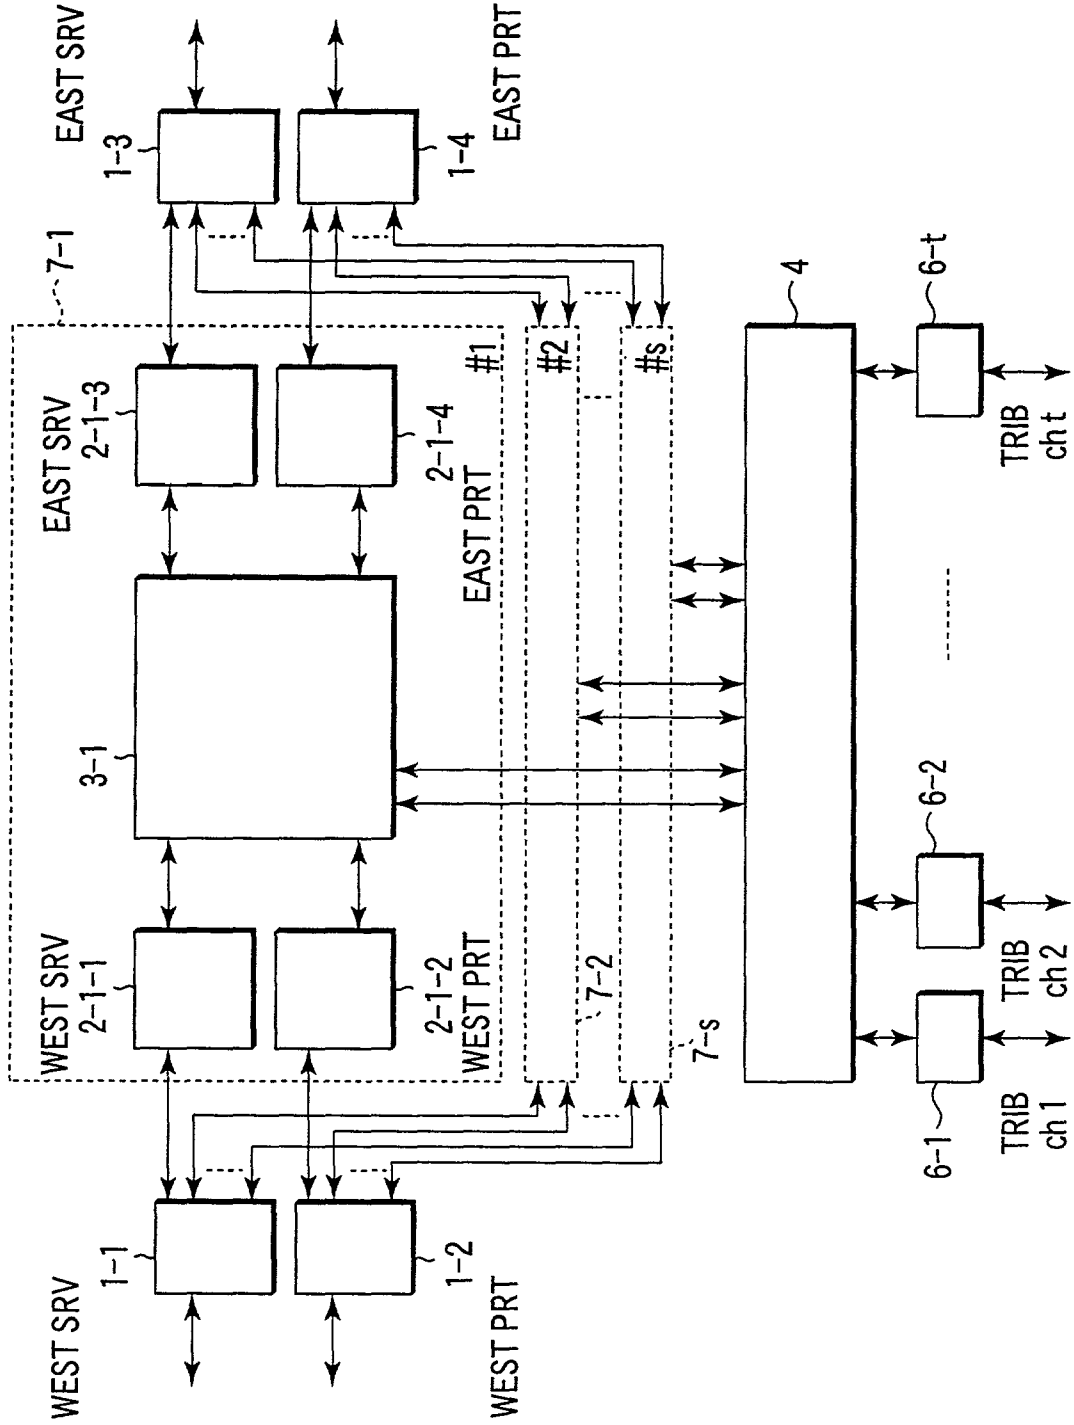 EAST SRV
1-3
EAST PRT
1-4
7-1
EAST SRV
2-1-3
2-1-4
EAST PRT
#1
#2
#s
3-1
WEST SRV
2-1-1
2-1-2
WEST PRT
7-2
7-s
WEST SRV
1-1
1-2
WEST PRT
4
6-t
TRIB
ch t
6-2
TRIB
ch 2
6-1
TRIB
ch 1